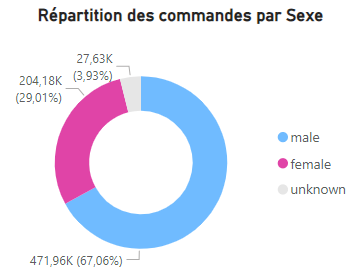 Répartition des commandes par Sexe
27,63K
(3,93%)
204,18K
(29,01%)
male
female
unknown
471,96K (67,06%)